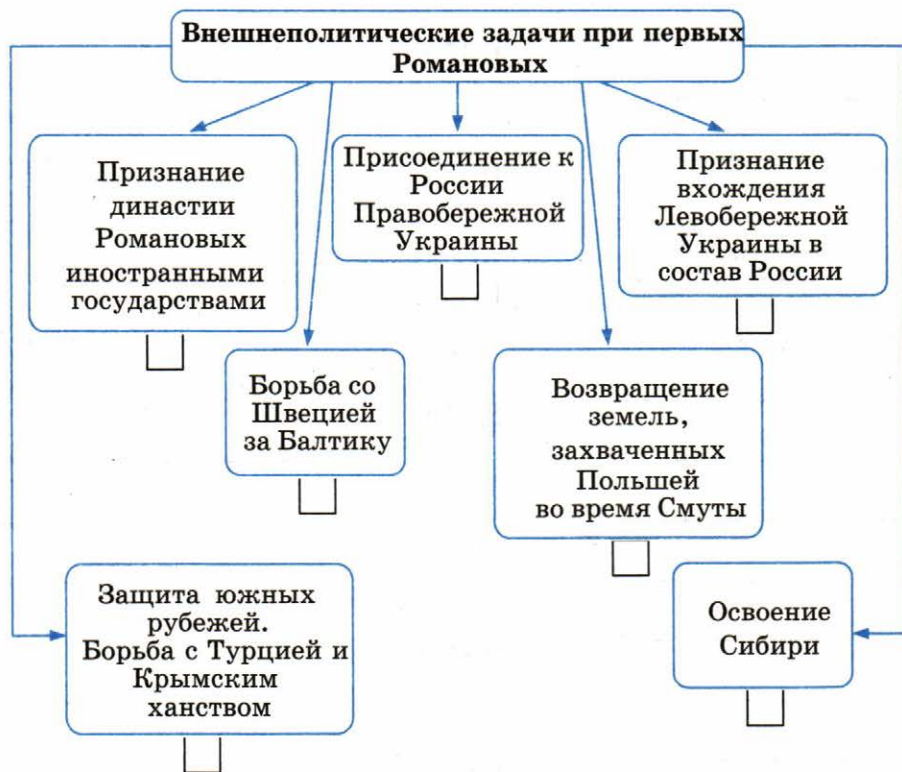 Внешнеполитические задачи при первых
Романовых
Признание
династии
Романовых
иностранными
государствами
Присоединение к
России
Правобережной
Украины
Признание
вхождения
Левобережной
Украины в
состав России
Борьба со
Швецией
за Балтику
Возвращение
земель,
захваченных
Польшей
во время Смуты
Защита южных
рубежей.
Борьба с Турцией и
Крымским
ханством
Освоение
Сибири